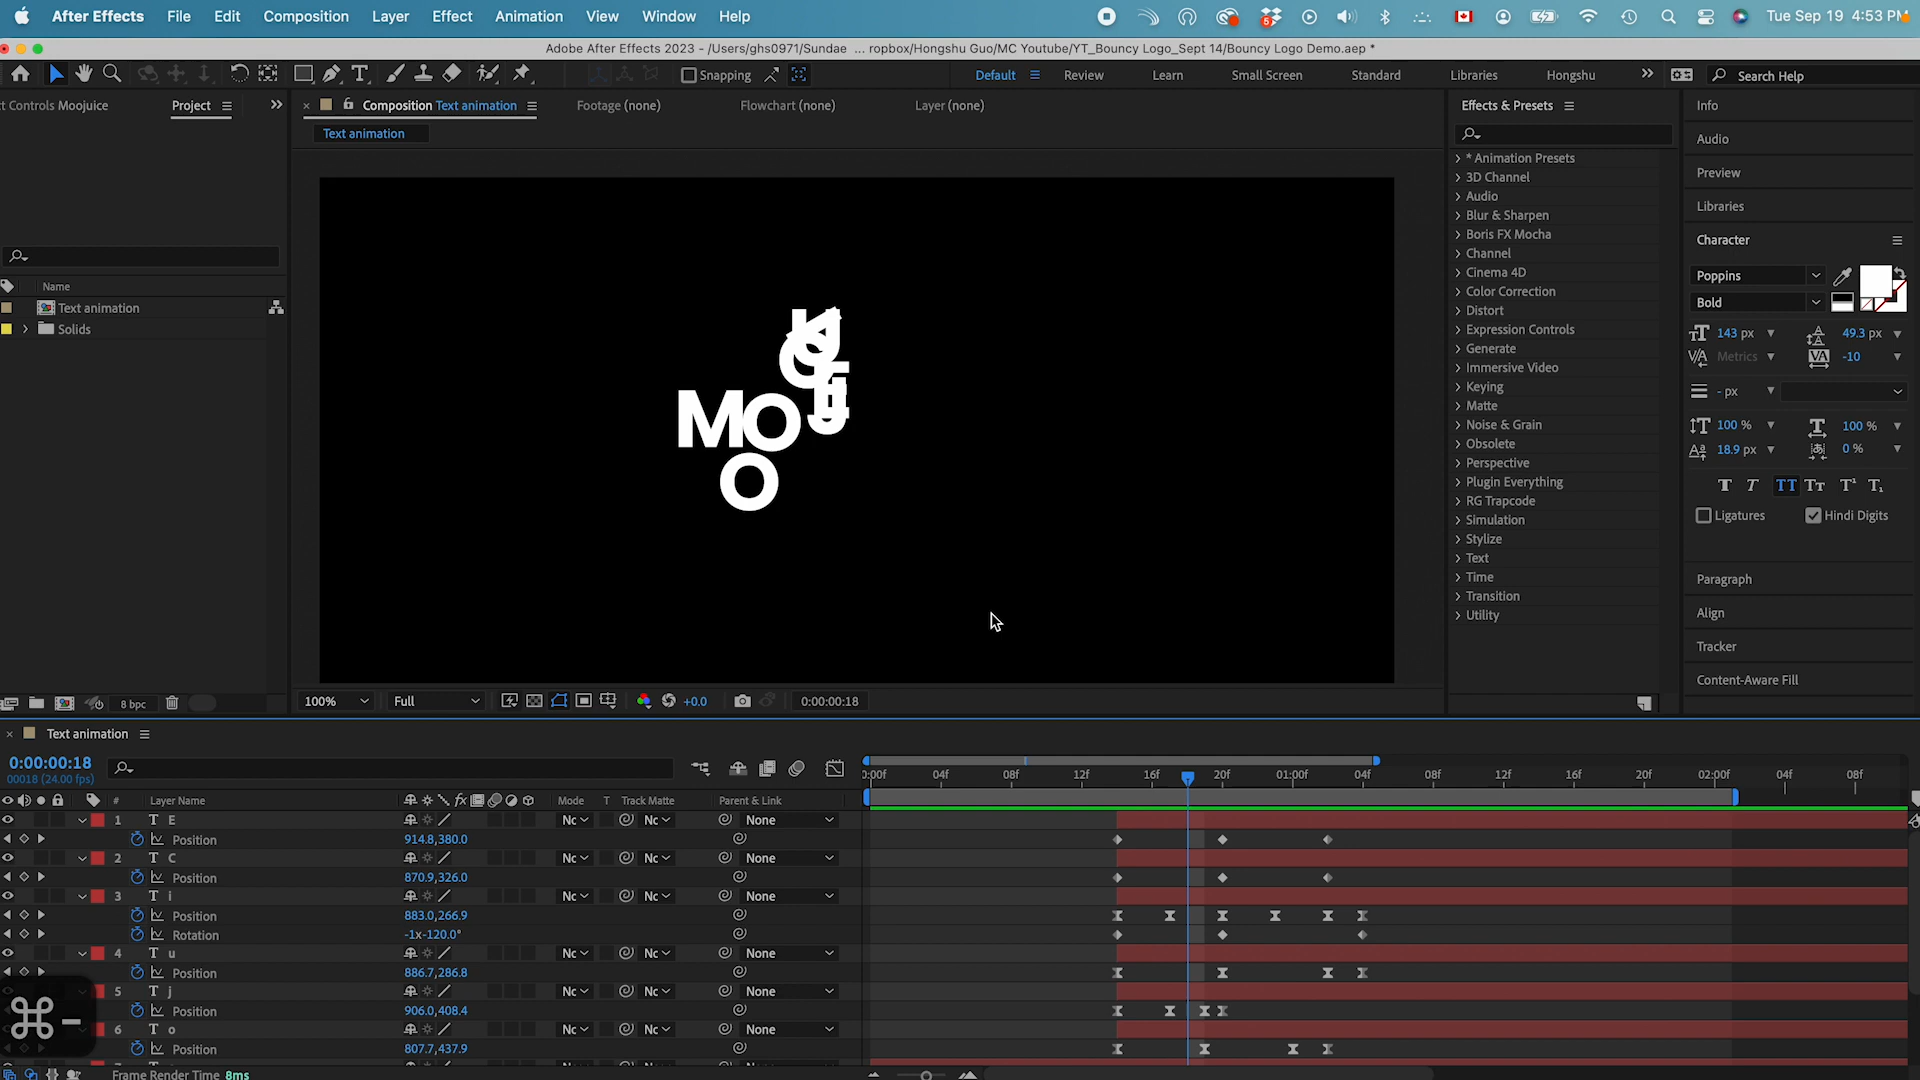 After Effects File Edit Composition Layer Effect Animation View Window Help Tue Sep 19 4:53 PM
Adobe After Effects 2023 - /Users/ghs0971/Sundae ... ropbox/Hongshu Guo/MC Youtube/YT_Bouncy Logo_Sept 14/Bouncy Logo Demo.aep *
Snapping Default Review Learn Small Screen Standard Libraries Hongshu Search Help
t Controls Moojuice Project Composition Text animation Footage (none) Flowchart (none) Layer (none) Effects & Presets Info
Text animation
Audio
Preview
Libraries
* Animation Presets
3D Channel
Audio
Blur & Sharpen
Boris FX Mocha
Channel
Cinema 4D
Color Correction
Distort
Expression Controls
Generate
Immersive Video
Keying
Matte
Noise & Grain
Obsolete
Perspective
Plugin Everything
RG Trapcode
Simulation
Stylize
Text
Time
Transition
Utility
Character
Poppins
Bold
143 px 49.3 px
Metrics -10
- px
100 % 100 %
18.9 px 0 %
T T TT Tт T¹ T₁
Ligatures Hindi Digits
Paragraph
Align
Tracker
Content-Aware Fill
Name
Text animation
Solids
MO
O
8 bpc 100% Full +0.0 0:00:00:18
Text animation
0:00:00:18
00018 (24.00 fps)
0:00f 04f 08f 12f 16f 20f 01:00f 04f 08f 12f 16f 20f 02:00f 04f 08f
# Layer Name Mode T Track Matte Parent & Link
1 T E None
Position 914.8,380.0
2 T C None
Position 870.9,326.0
3 T i None
Position 883.0,266.9
Rotation -1x-120.0°
4 T u None
Position 886.7,286.8
5 T j None
Position 906.0,408.4
6 T o None
Position 807.7,437.9
⌘ –
Frame Render Time 8ms